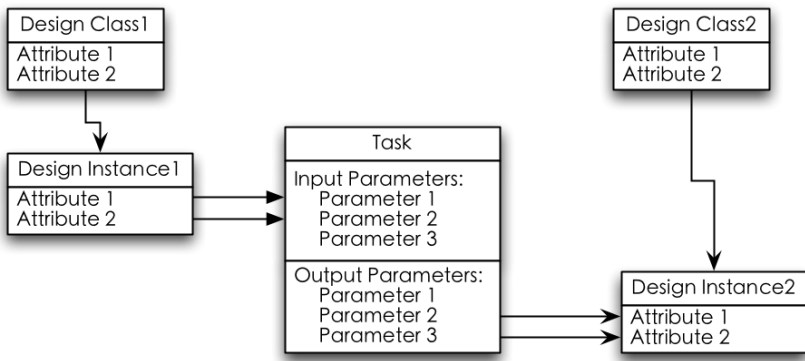 Design Class1
Attribute 1
Attribute 2
Design Class2
Attribute 1
Attribute 2
Design Instance1
Attribute 1
Attribute 2
Task
Input Parameters:
Parameter 1
Parameter 2
Parameter 3
Output Parameters:
Parameter 1
Parameter 2
Parameter 3
Design Instance2
Attribute 1
Attribute 2